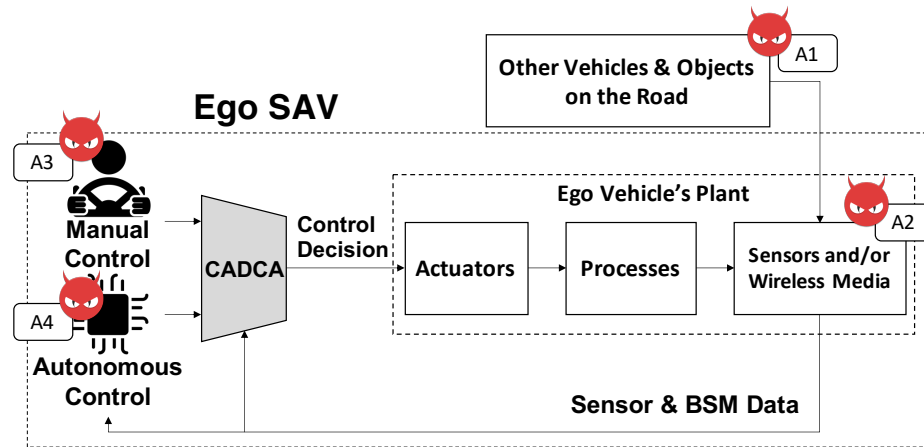 A1
Other Vehicles & Objects
on the Road
Ego SAV
A3
Manual
Control
A4
Autonomous
Control
CADCA
Control
Decision
Ego Vehicle's Plant
Actuators
Processes
A2
Sensors and/or
Wireless Media
Sensor & BSM Data